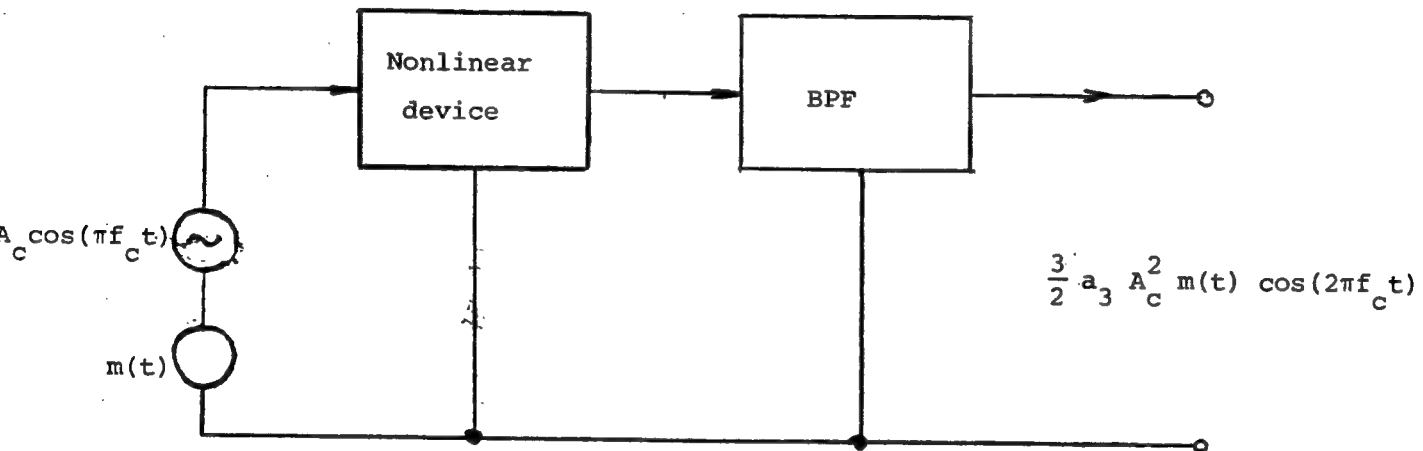 Nonlinear
device
BPF
A_c cos(πf_c t)
m(t)
3/2 a_3 A_c^2 m(t) cos(2πf_c t)